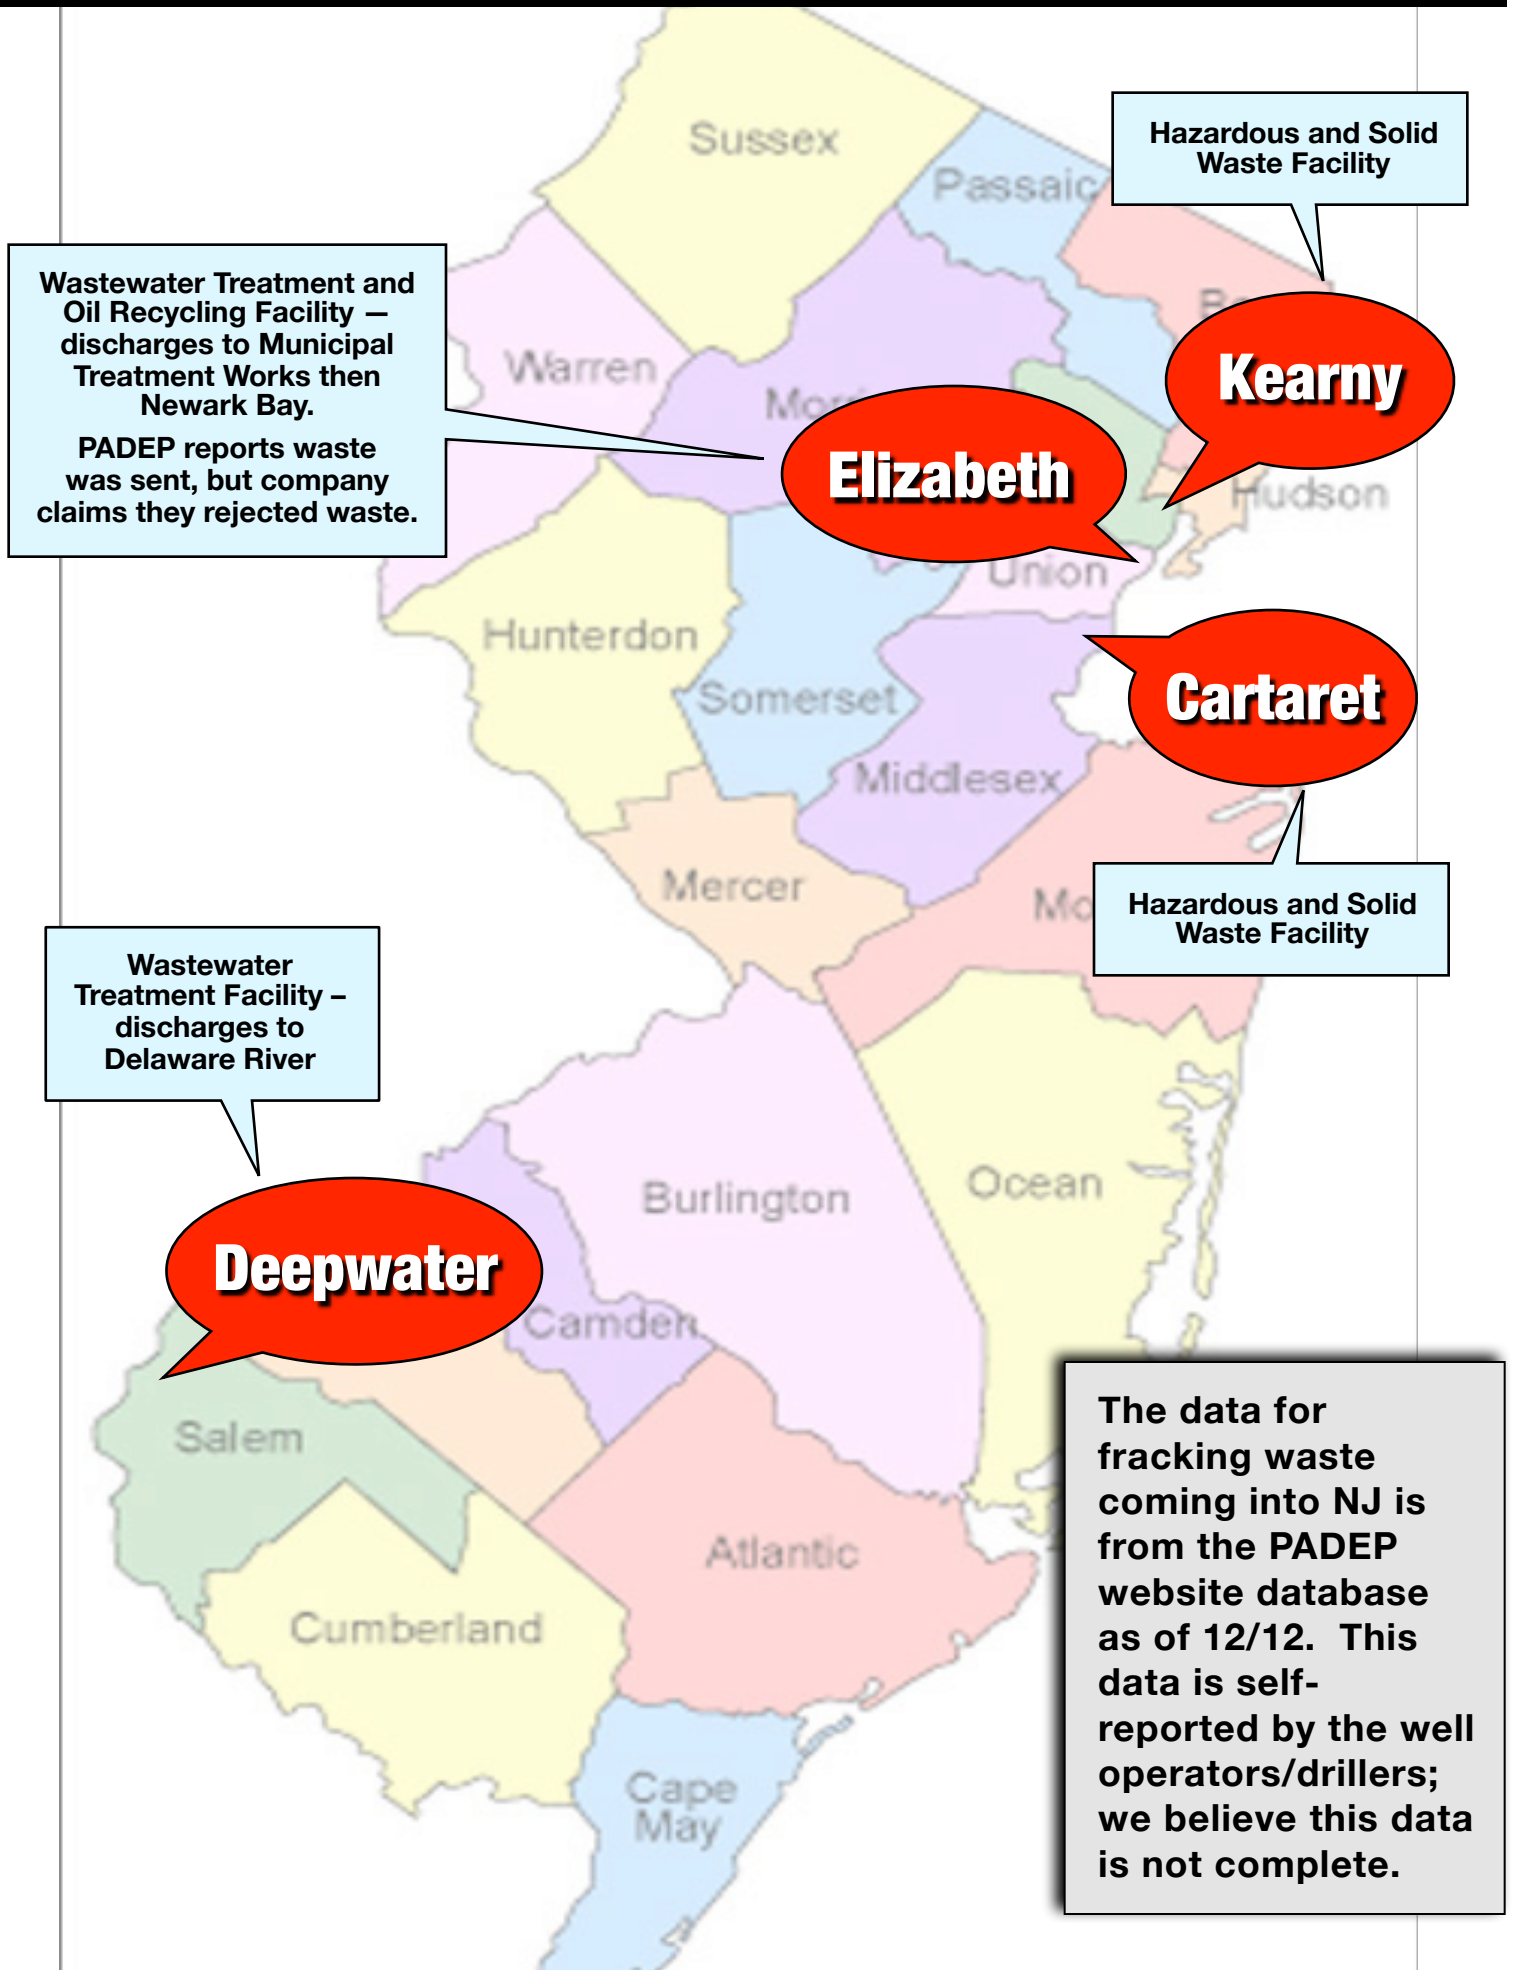 Sussex
Passaic
Hazardous and Solid
Waste Facility
Wastewater Treatment and
Oil Recycling Facility —
discharges to Municipal
Treatment Works then
Newark Bay.
PADEP reports waste
was sent, but company
claims they rejected waste.
Warren
Kearny
Elizabeth
Hudson
Union
Hunterdon
Somerset
Cartaret
Middlesex
Mercer
Hazardous and Solid
Waste Facility
Wastewater
Treatment Facility –
discharges to
Delaware River
Burlington
Ocean
Deepwater
Camden
Salem
Atlantic
Cumberland
Cape
May
The data for
fracking waste
coming into NJ is
from the PADEP
website database
as of 12/12.  This
data is self-
reported by the well
operators/drillers;
we believe this data
is not complete.